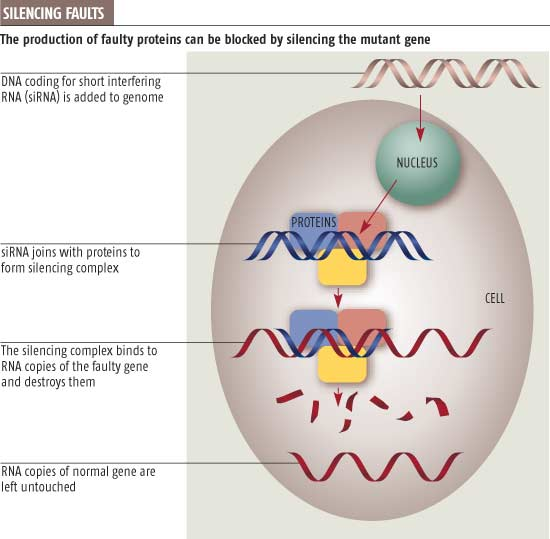 SILENCING FAULTS
The production of faulty proteins can be blocked by silencing the mutant gene
DNA coding for short interfering
RNA (siRNA) is added to genome
NUCLEUS
PROTEINS
siRNA joins with proteins to
form silencing complex
CELL
The silencing complex binds to
RNA copies of the faulty gene
and destroys them
RNA copies of normal gene are
left untouched